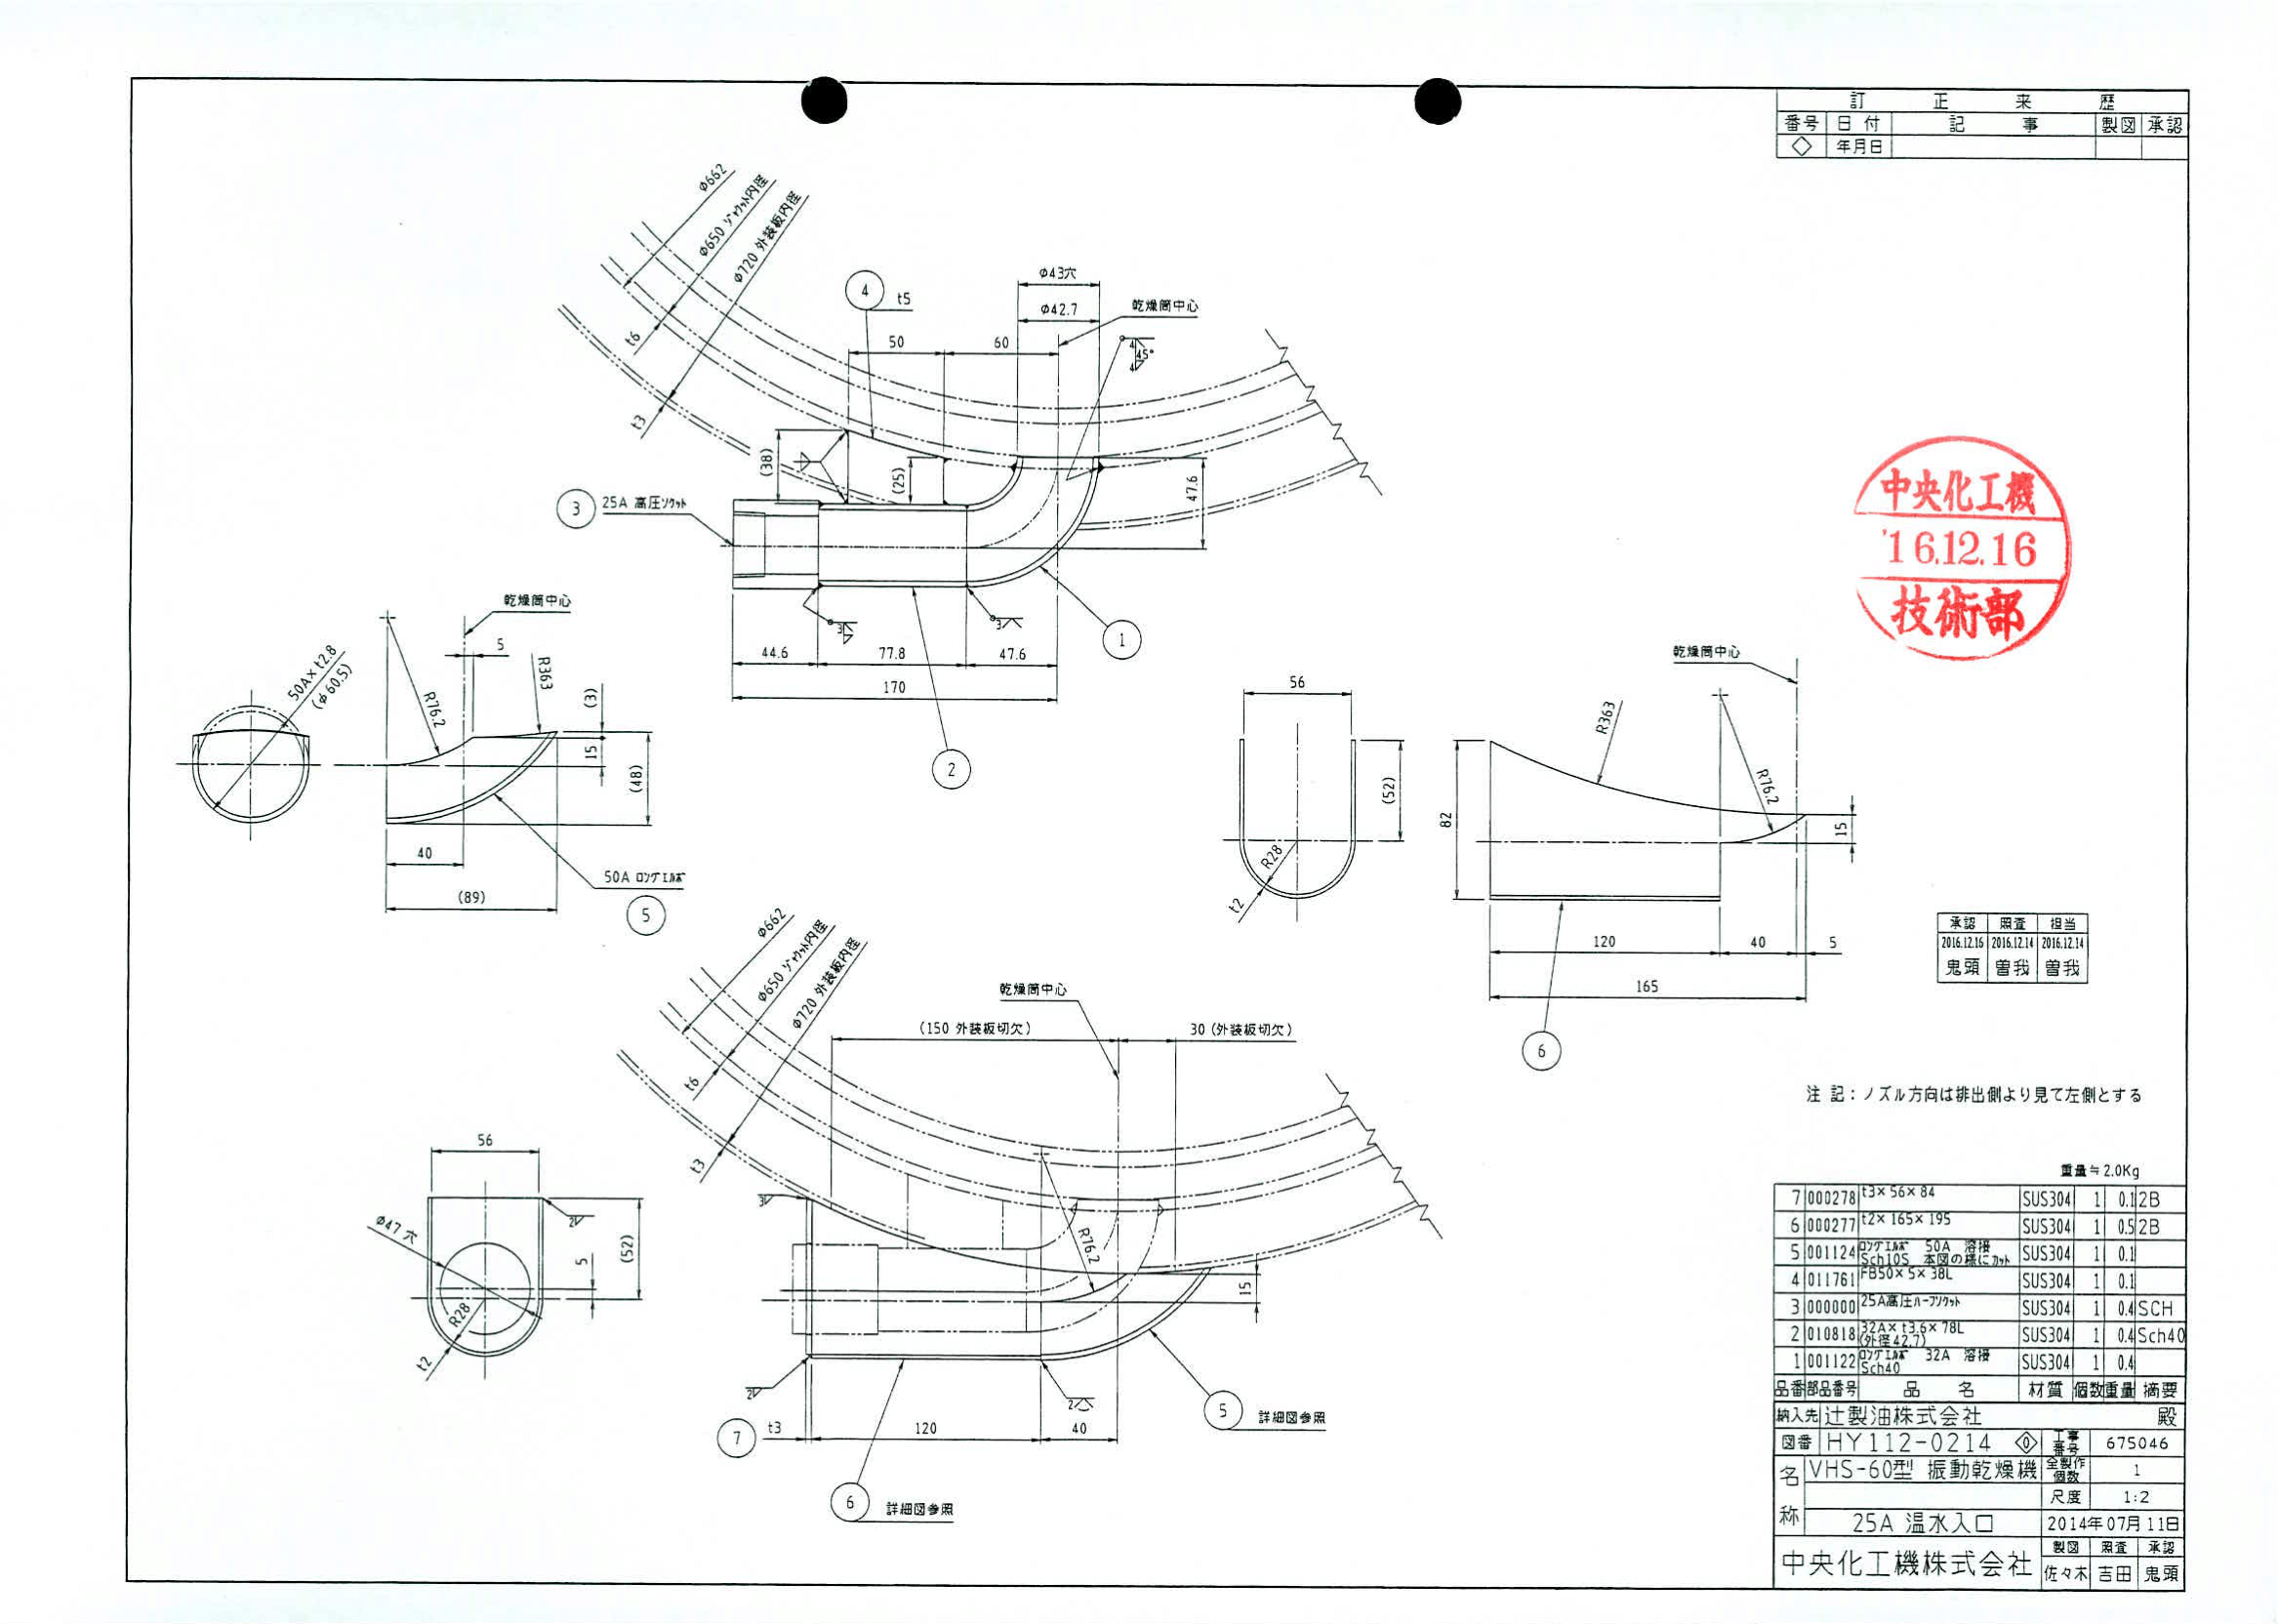 訂 正 来 歴
番号 日付 記 事 製図 承認
◇ 年月日
φ662
φ650 ジャケット内径
φ720 外装板内径
t6
t3
4 t5
50
60
φ43穴
φ42.7
乾燥筒中心
4 45°
4
(38)
(25)
47.6
3 25A 高圧ソケット
3
3
1
44.6
77.8
47.6
170
2
中央化工機
'16.12.16
技術部
50A×t2.8
(φ60.5)
乾燥筒中心
5
R76.2
R363
(3)
15
(48)
40
(89)
50A ロングエルボ
5
56
(52)
R28
t2
乾燥筒中心
R363
R76.2
82
15
120
40
5
165
6
承認 照査 担当
2016.12.16 2016.12.14 2016.12.14
鬼頭 曽我 曽我
φ662
φ650 ジャケット内径
φ720 外装板内径
t6
t3
乾燥筒中心
(150 外装板切欠)
30 (外装板切欠)
3
R76.2
15
2
2
7 t3
120
40
5 詳細図参照
6 詳細図参照
56
φ47穴
2
5
(52)
R28
t2
注 記:ノズル方向は排出側より見て左側とする
重量≒2.0Kg
7 000278 t3×56×84 SUS304 1 0.1 2B
6 000277 t2×165×195 SUS304 1 0.5 2B
5 001124 ロングエルボ 50A 溶接 Sch10S 本図の様にカット SUS304 1 0.1
4 011761 FB50×5×38L SUS304 1 0.1
3 000000 25A高圧ハーフソケット SUS304 1 0.4 SCH
2 010818 32A×t3.6×78L (外径42.7) SUS304 1 0.4 Sch40
1 001122 ロングエルボ 32A 溶接 Sch40 SUS304 1 0.4
品番 部品番号 品 名 材質 個数 重量 摘要
納入先 辻製油株式会社 殿
図番 HY112-0214 0 工事番号 675046
名称 VHS-60型 振動乾燥機 全製作個数 1
尺度 1:2
25A 温水入口 2014年07月11日
中央化工機株式会社 製図 照査 承認
佐々木 吉田 鬼頭